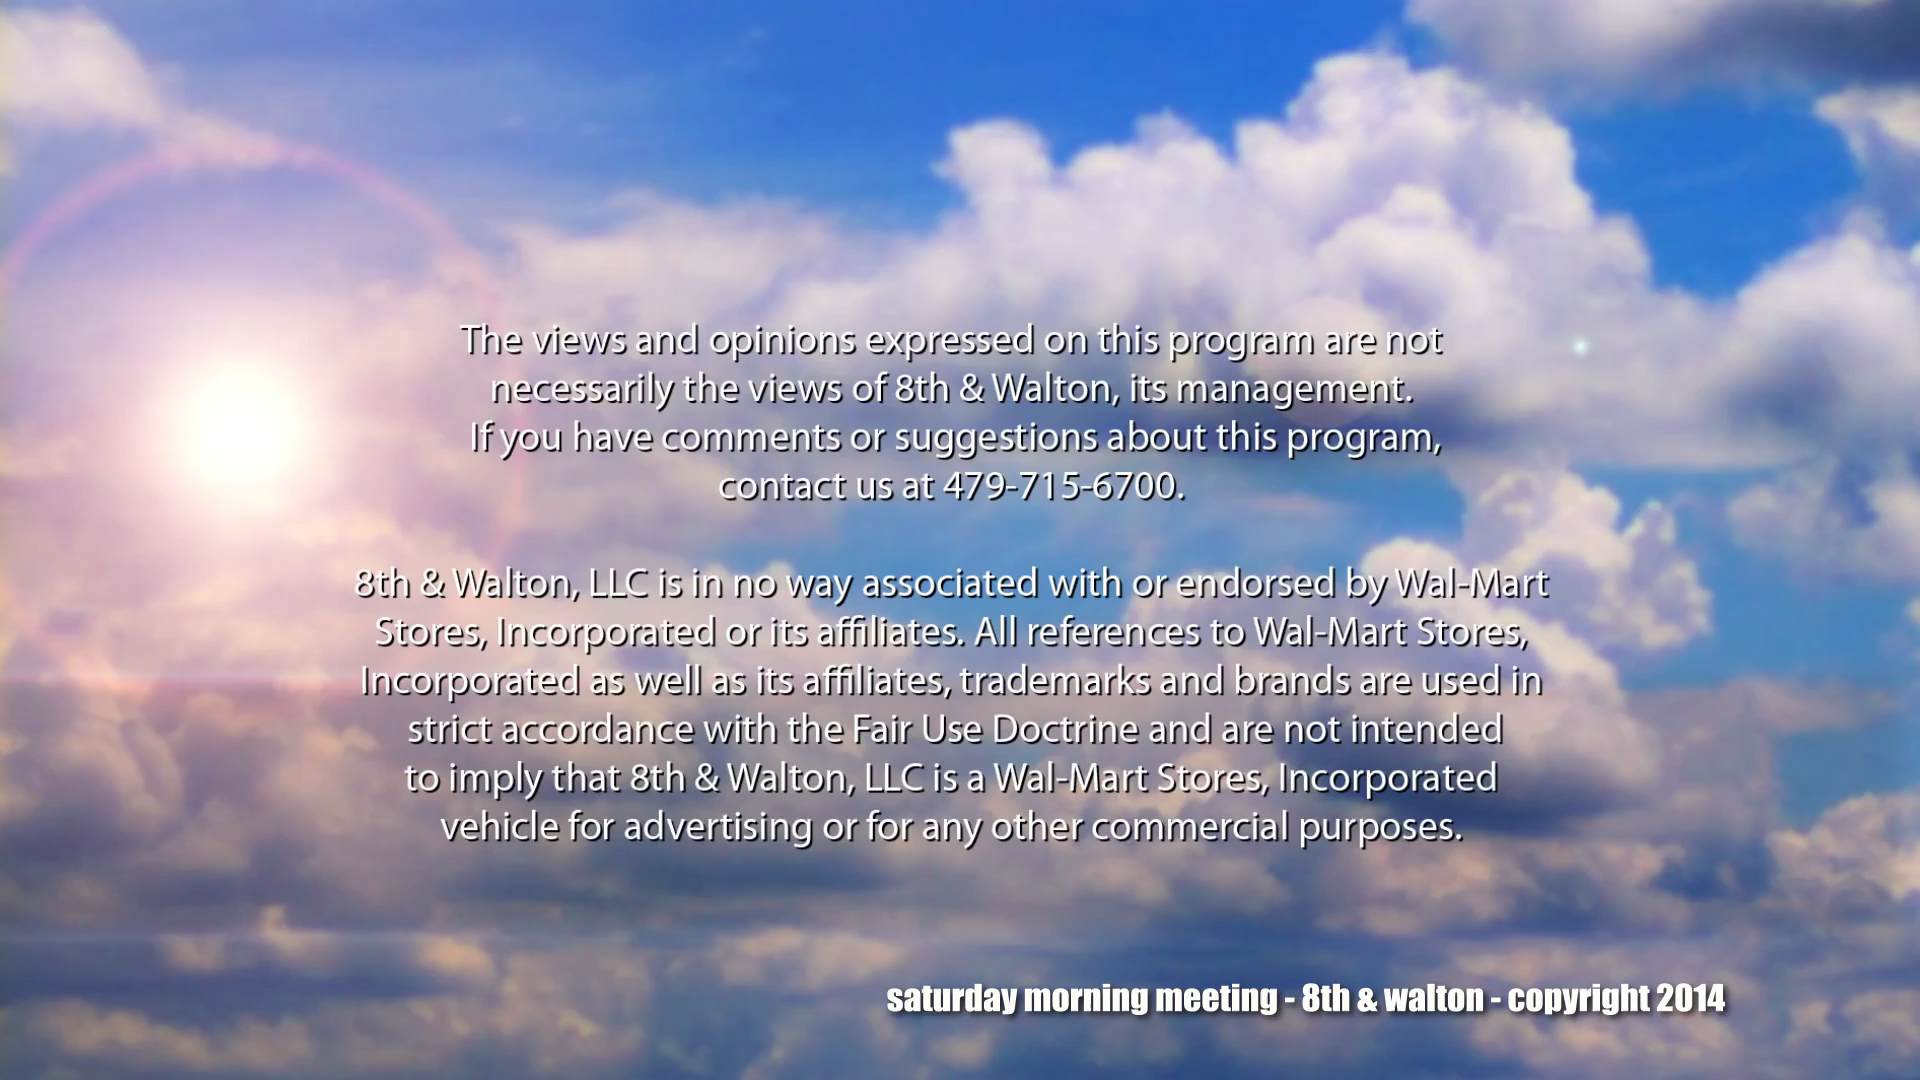 The views and opinions expressed on this program are not
necessarily the views of 8th & Walton, its management.
If you have comments or suggestions about this program,
contact us at 479-715-6700.
8th & Walton, LLC is in no way associated with or endorsed by Wal-Mart
Stores, Incorporated or its affiliates. All references to Wal-Mart Stores,
Incorporated as well as its affiliates, trademarks and brands are used in
strict accordance with the Fair Use Doctrine and are not intended
to imply that 8th & Walton, LLC is a Wal-Mart Stores, Incorporated
vehicle for advertising or for any other commercial purposes.
saturday morning meeting - 8th & walton - copyright 2014